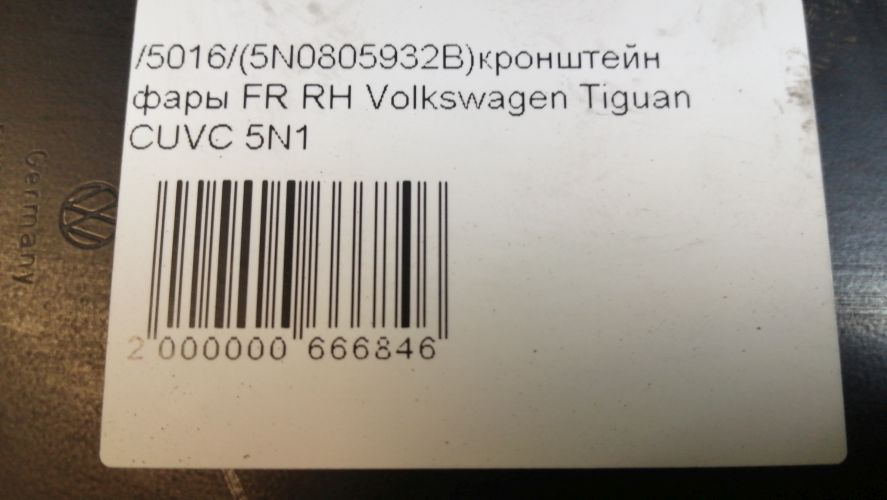 /5016/(5N0805932B)кронштейн
фары FR RH Volkswagen Tiguan
CUVC 5N1
Germany
2 000000 666846